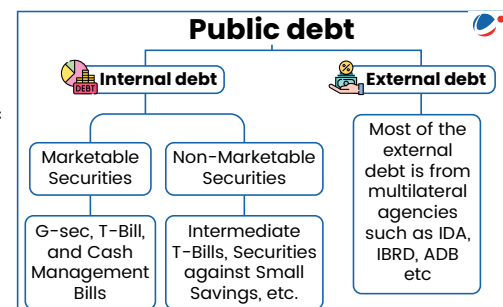 Public debt
Internal debt
DEBT
External debt
%
Marketable
Securities
Non-Marketable
Securities
G-sec, T-Bill,
and Cash
Management
Bills
Intermediate
T-Bills, Securities
against Small
Savings, etc.
Most of the
external
debt is from
multilateral
agencies
such as IDA,
IBRD, ADB
etc